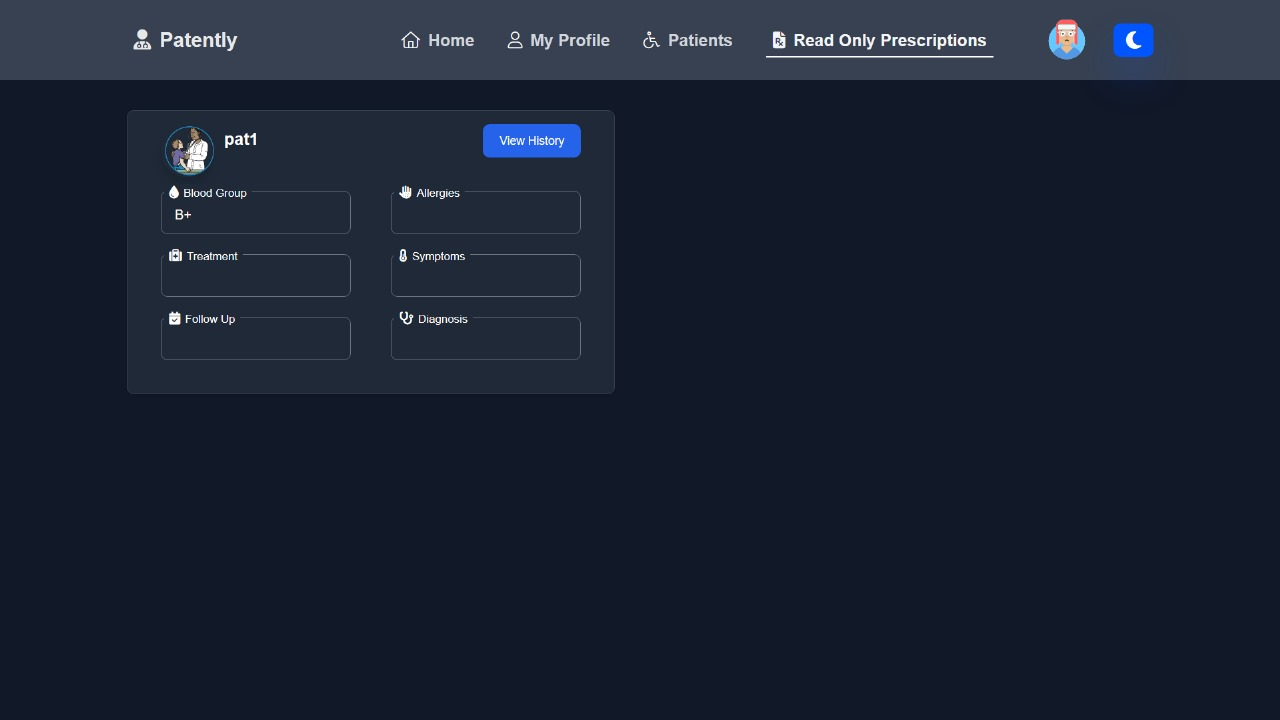 Patently
Home
My Profile
Patients
Read Only Prescriptions
pat1
View History
Blood Group
B+
Allergies
Treatment
Symptoms
Follow Up
Diagnosis